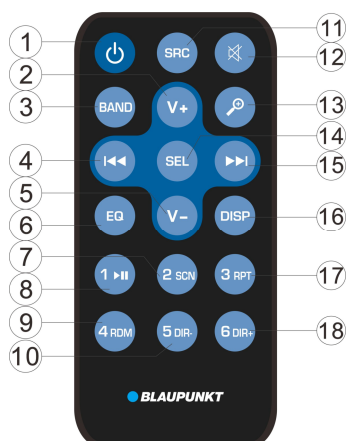 1
SRC
11
12
2
BAND
V+
13
3
14
4
SEL
15
5
EQ
V-
DISP
16
6
7
1
2 SCN
3 RPT
17
8
9
4 RDM
5 DIR-
6 DIR+
18
10
BLAUPUNKT